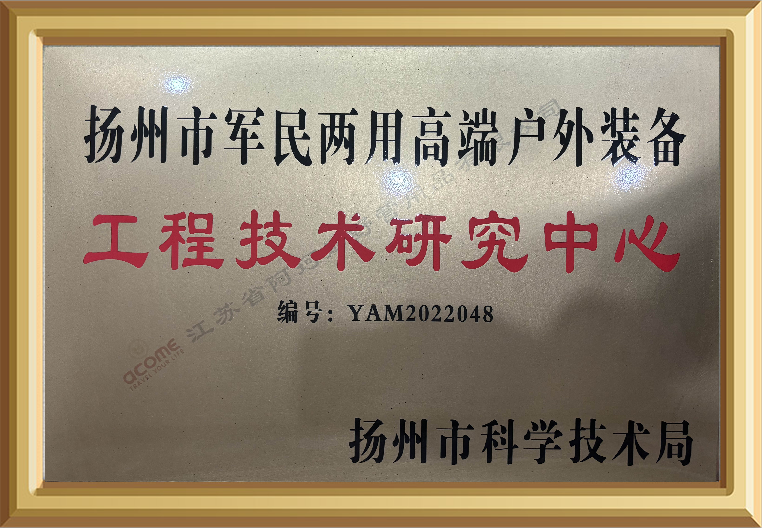 扬州市军民两用高端户外装备
工程技术研究中心
编号：YAM2022048
acome
扬州市科学技术局